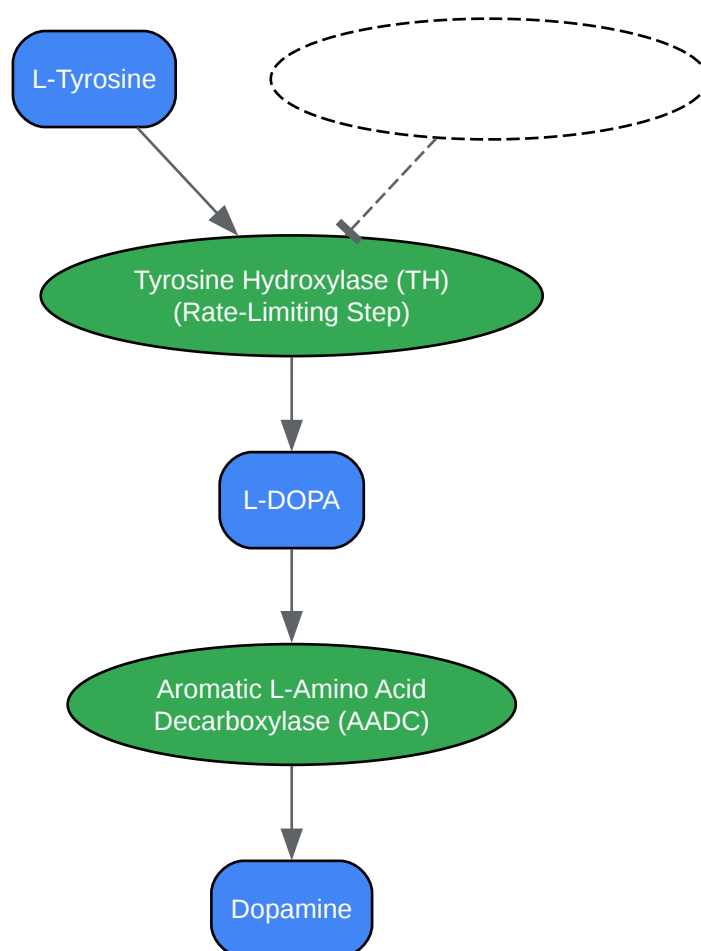 L-Tyrosine
Tyrosine Hydroxylase (TH)
(Rate-Limiting Step)
L-DOPA
Aromatic L-Amino Acid
Decarboxylase (AADC)
Dopamine